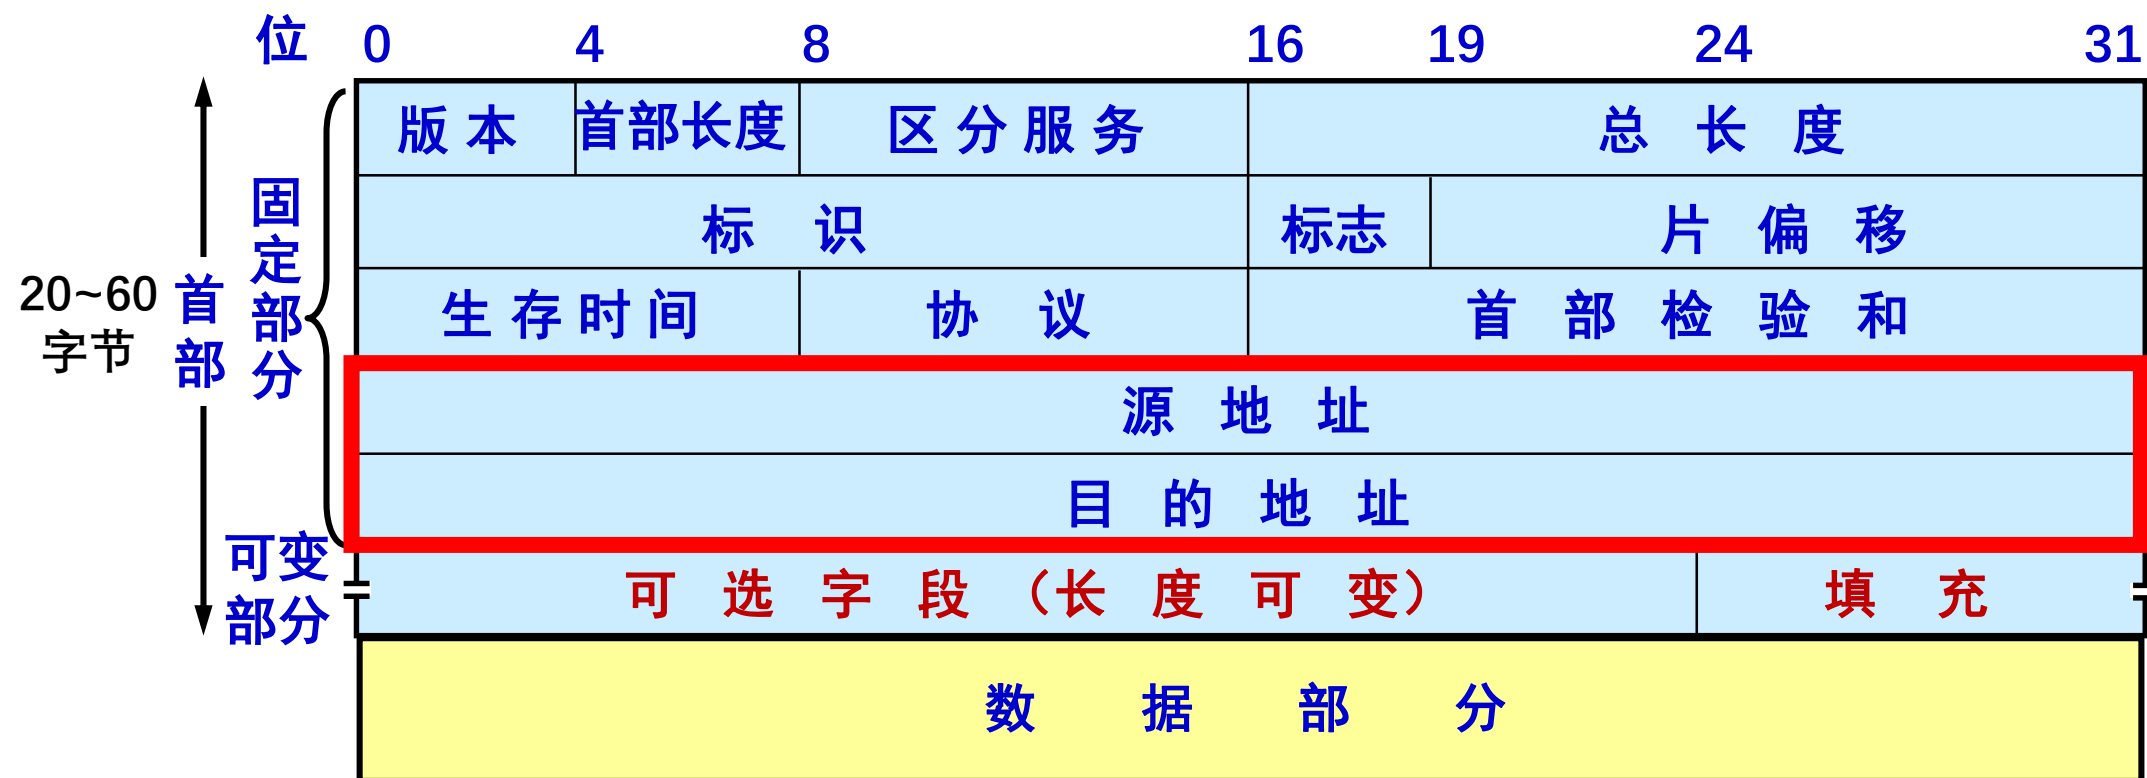 位 0 4 8 16 19 24 31
版本 首部长度 区分服务 总长度
标识 标志 片偏移
生存时间 协议 首部检验和
源地址
目的地址
可选字段（长度可变） 填充
数据部分
20~60
字节
首
部
固
定
部
分
可变
部分